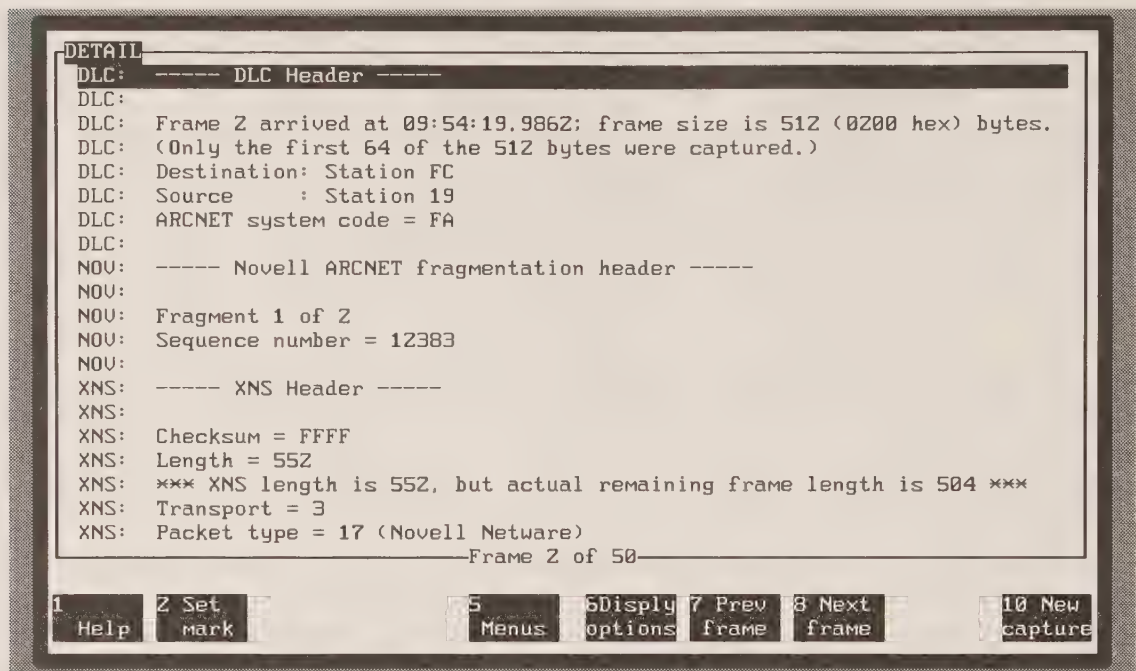 DETAIL
DLC: ----- DLC Header -----
DLC:
DLC: Frame 2 arrived at 09:54:19.9862; frame size is 512 (0200 hex) bytes.
DLC: (Only the first 64 of the 512 bytes were captured.)
DLC: Destination: Station FC
DLC: Source : Station 19
DLC: ARCNET system code = FA
DLC:
NOV: ----- Novell ARCNET fragmentation header -----
NOV:
NOV: Fragment 1 of 2
NOV: Sequence number = 12383
NOV:
XNS: ----- XNS Header -----
XNS:
XNS: Checksum = FFFF
XNS: Length = 552
XNS: *** XNS length is 552, but actual remaining frame length is 504 ***
XNS: Transport = 3
XNS: Packet type = 17 (Novell Netware)
Frame 2 of 50
1 Help
2 Set mark
5 Menus
6Disply options
7 Prev frame
8 Next frame
10 New capture